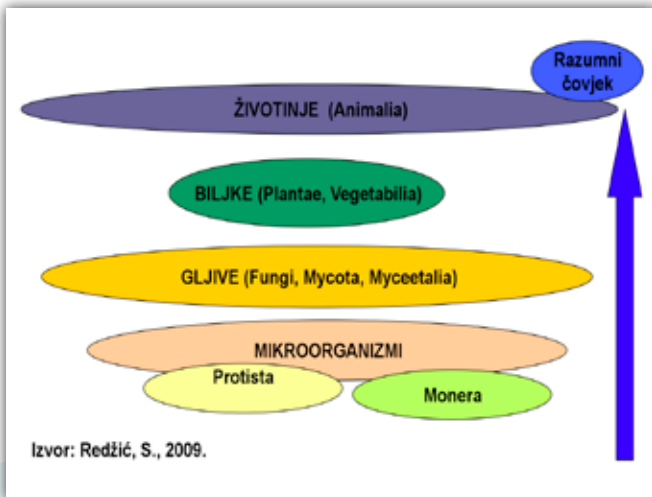 Razumni
čovjek
ŽIVOTINJE (Animalia)
BILJKE (Plantae, Vegetabilia)
GLJIVE (Fungi, Mycota, Myceetalia)
MIKROORGANIZMI
Protista
Monera
Izvor: Redžić, S., 2009.